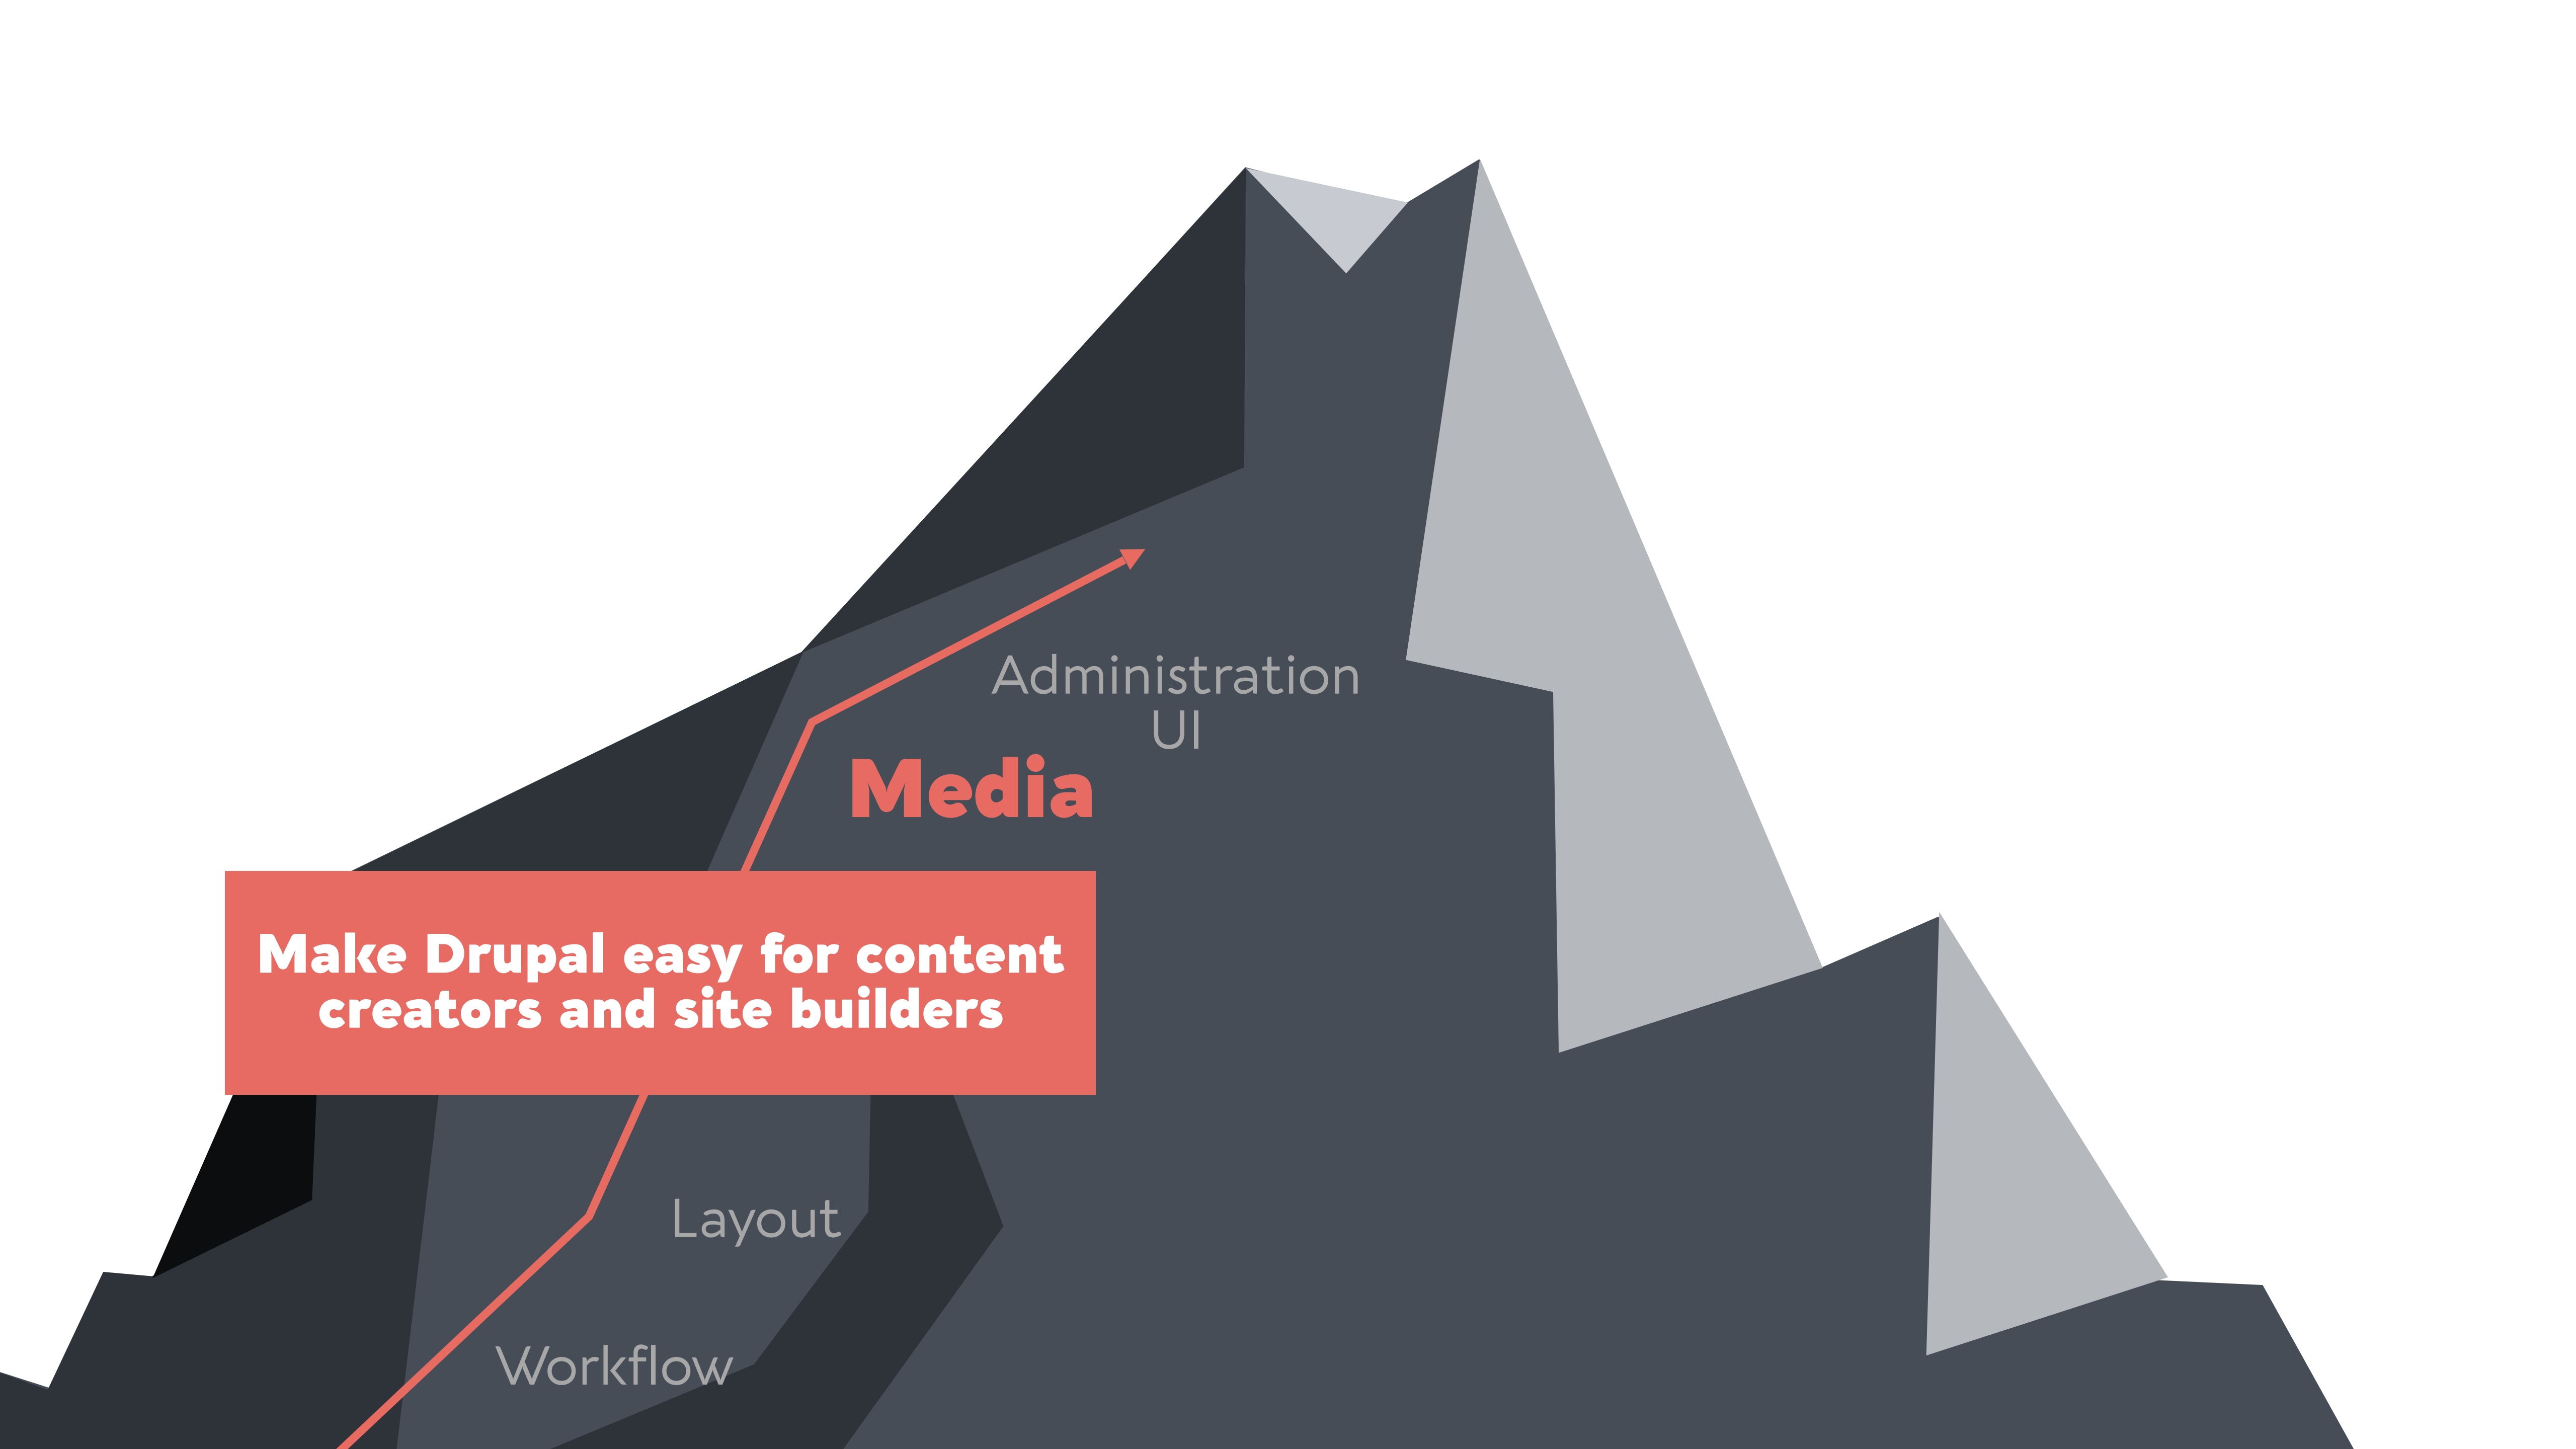 Administration
UI
Media
Make Drupal easy for content
creators and site builders
Layout
Workflow